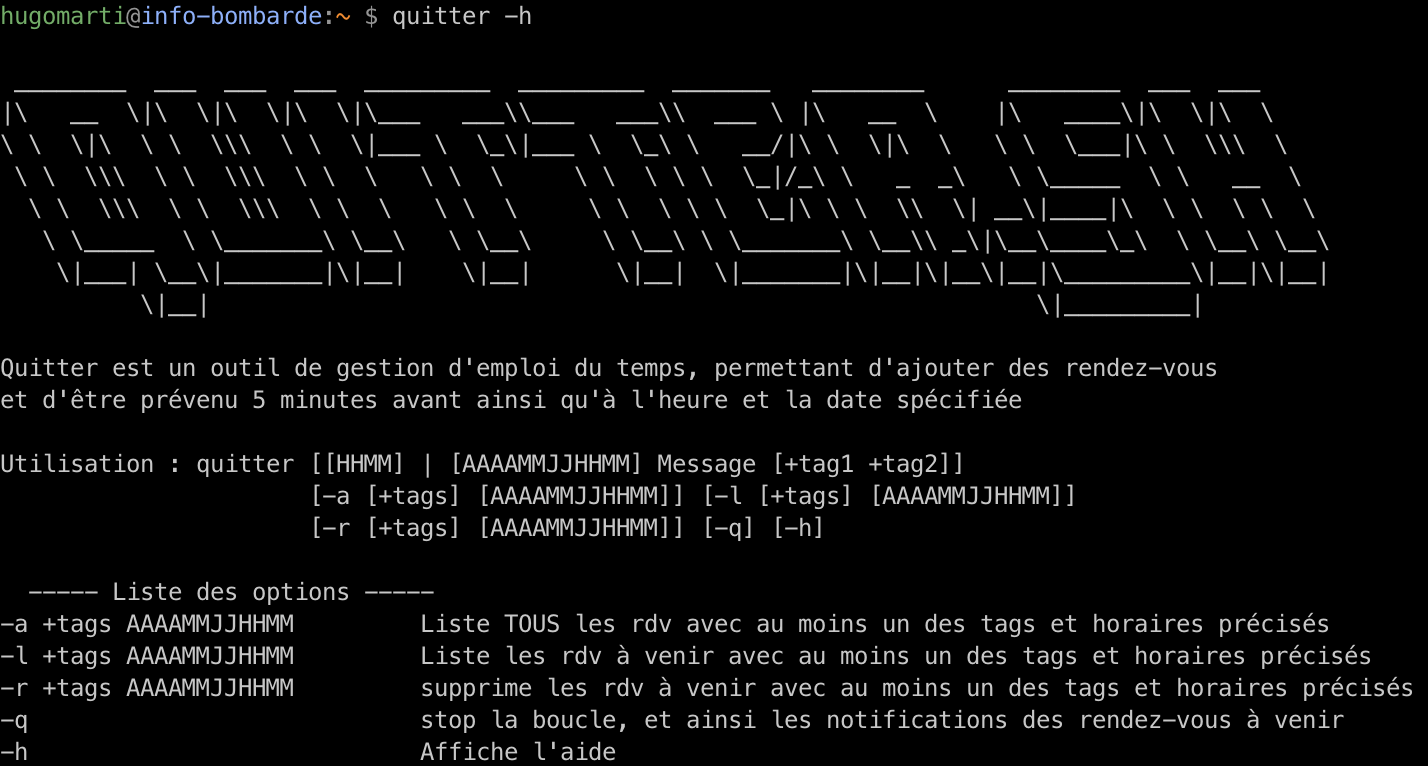 hugomarti@info-bombarde:~ $ quitter -h
QUITTER.SH
Quitter est un outil de gestion d'emploi du temps, permettant d'ajouter des rendez-vous
et d'être prévenu 5 minutes avant ainsi qu'à l'heure et la date spécifiée
Utilisation : quitter [[HHMM] | [AAAAMMJJHHMM] Message [+tag1 +tag2]]
[-a [+tags] [AAAAMMJJHHMM]] [-l [+tags] [AAAAMMJJHHMM]]
[-r [+tags] [AAAAMMJJHHMM]] [-q] [-h]
----- Liste des options -----
-a +tags AAAAMMJJHHMM Liste TOUS les rdv avec au moins un des tags et horaires précisés
-l +tags AAAAMMJJHHMM Liste les rdv à venir avec au moins un des tags et horaires précisés
-r +tags AAAAMMJJHHMM supprime les rdv à venir avec au moins un des tags et horaires précisés
-q stop la boucle, et ainsi les notifications des rendez-vous à venir
-h Affiche l'aide